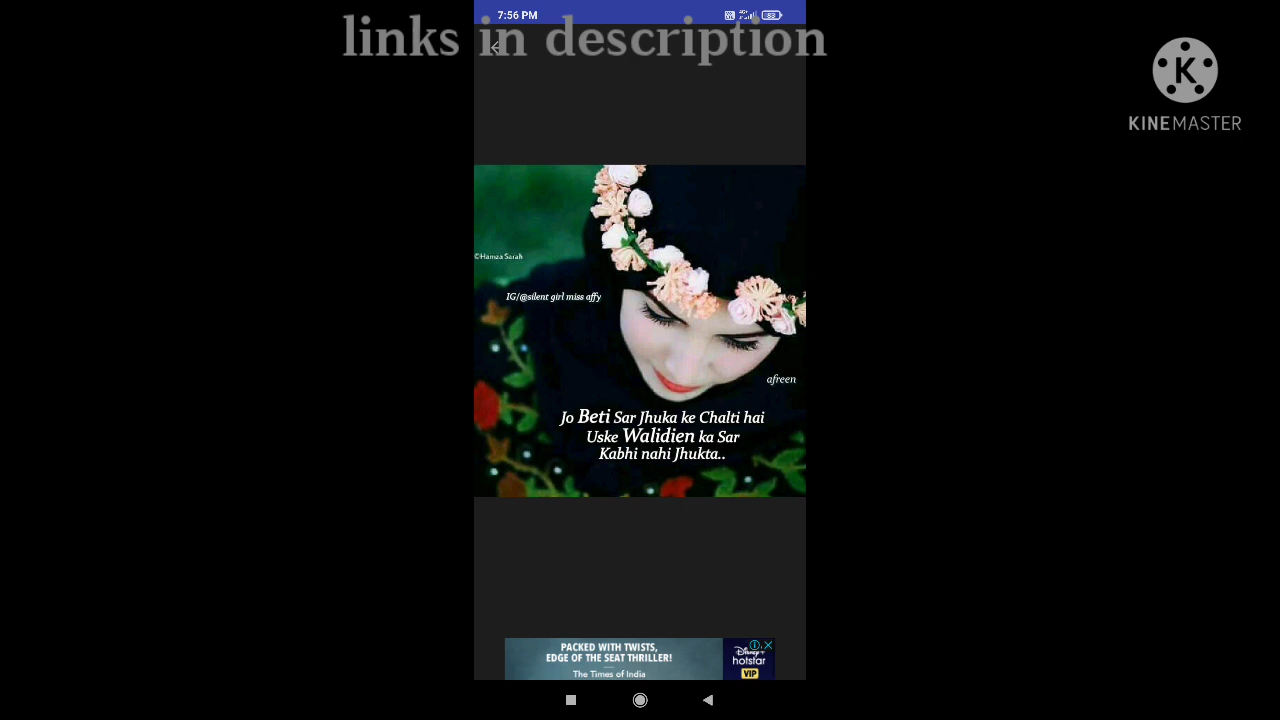 7:56 PM
83
links in description
KINEMASTER
©Hamza Sarah
IG/@silent girl miss affy
afreen
Jo Beti Sar Jhuka ke Chalti hai
Uske Walidien ka Sar
Kabhi nahi Jhukta..
PACKED WITH TWISTS,
EDGE OF THE SEAT THRILLER!
The Times of India
Disney+
hotstar
VIP